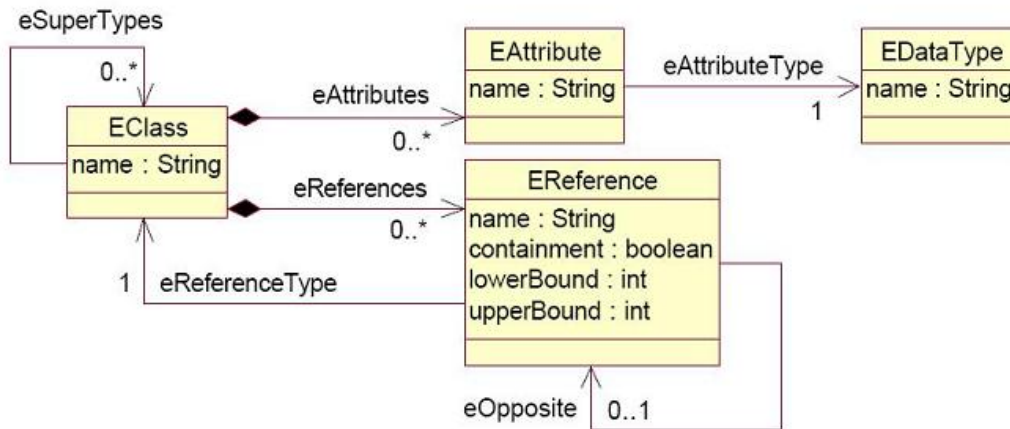 eSuperTypes
0..*
EClass
name : String
eAttributes
0..*
EAttribute
name : String
eAttributeType
1
EDataType
name : String
eReferences
0..*
EReference
name : String
containment : boolean
lowerBound : int
upperBound : int
1
eReferenceType
eOpposite
0..1